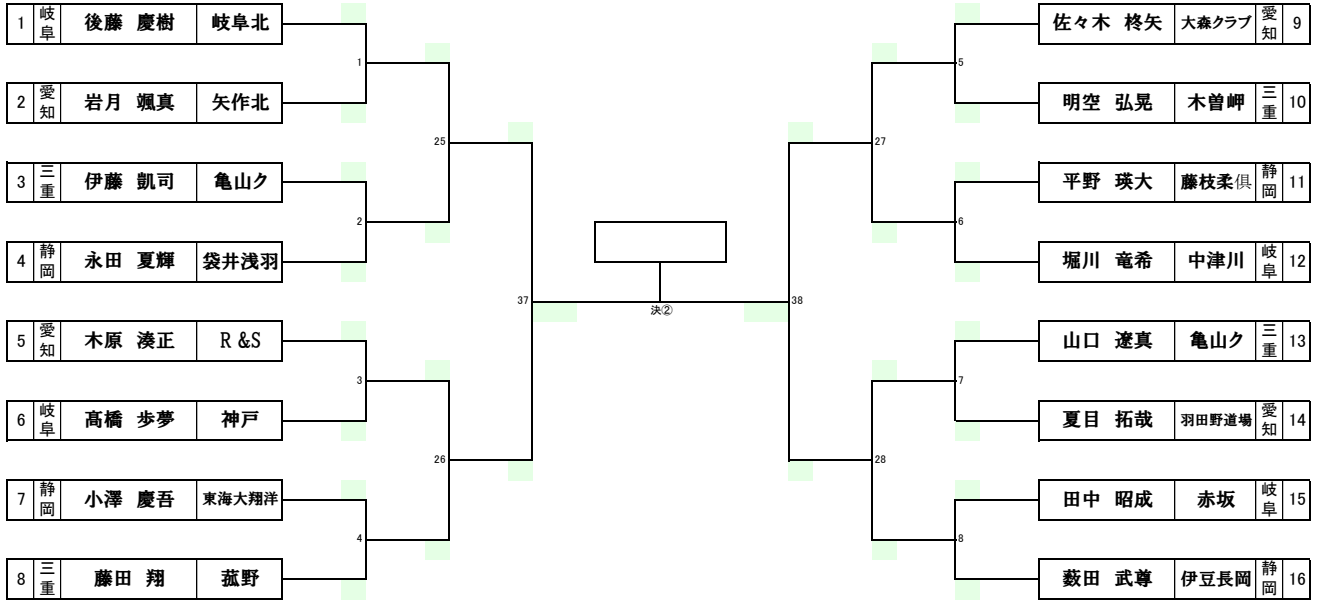 1 岐阜 後藤 慶樹 岐阜北
1
2 愛知 岩月 颯真 矢作北
25
3 三重 伊藤 凱司 亀山ク
2
4 静岡 永田 夏輝 袋井浅羽
37
5 愛知 木原 湊正 R &S
3
6 岐阜 髙橋 歩夢 神戸
26
7 静岡 小澤 慶吾 東海大翔洋
4
8 三重 藤田 翔 菰野
決②
佐々木 柊矢 大森クラブ 愛知 9
5
明空 弘晃 木曽岬 三重 10
27
平野 瑛大 藤枝柔倶 静岡 11
6
堀川 竜希 中津川 岐阜 12
38
山口 遼真 亀山ク 三重 13
7
夏目 拓哉 羽田野道場 愛知 14
28
田中 昭成 赤坂 岐阜 15
8
薮田 武尊 伊豆長岡 静岡 16